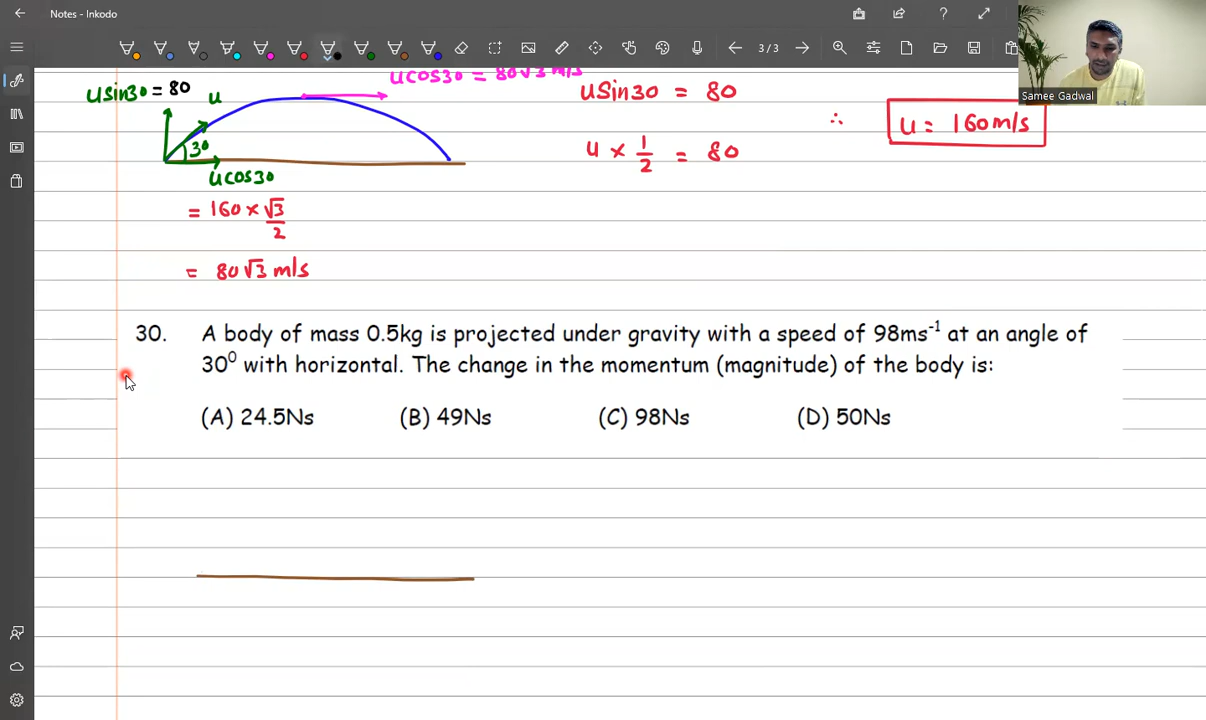 Notes - Inkodo
3/3
Samee Gadwal
usin30 = 80
u
ucos30 = 80√3 m/s
30
ucos30
= 160 × √3/2
= 80√3 m/s
usin30 = 80
u × 1/2 = 80
∴ u = 160m/s
30. A body of mass 0.5kg is projected under gravity with a speed of 98ms⁻¹ at an angle of
30⁰ with horizontal. The change in the momentum (magnitude) of the body is:
(A) 24.5Ns (B) 49Ns (C) 98Ns (D) 50Ns